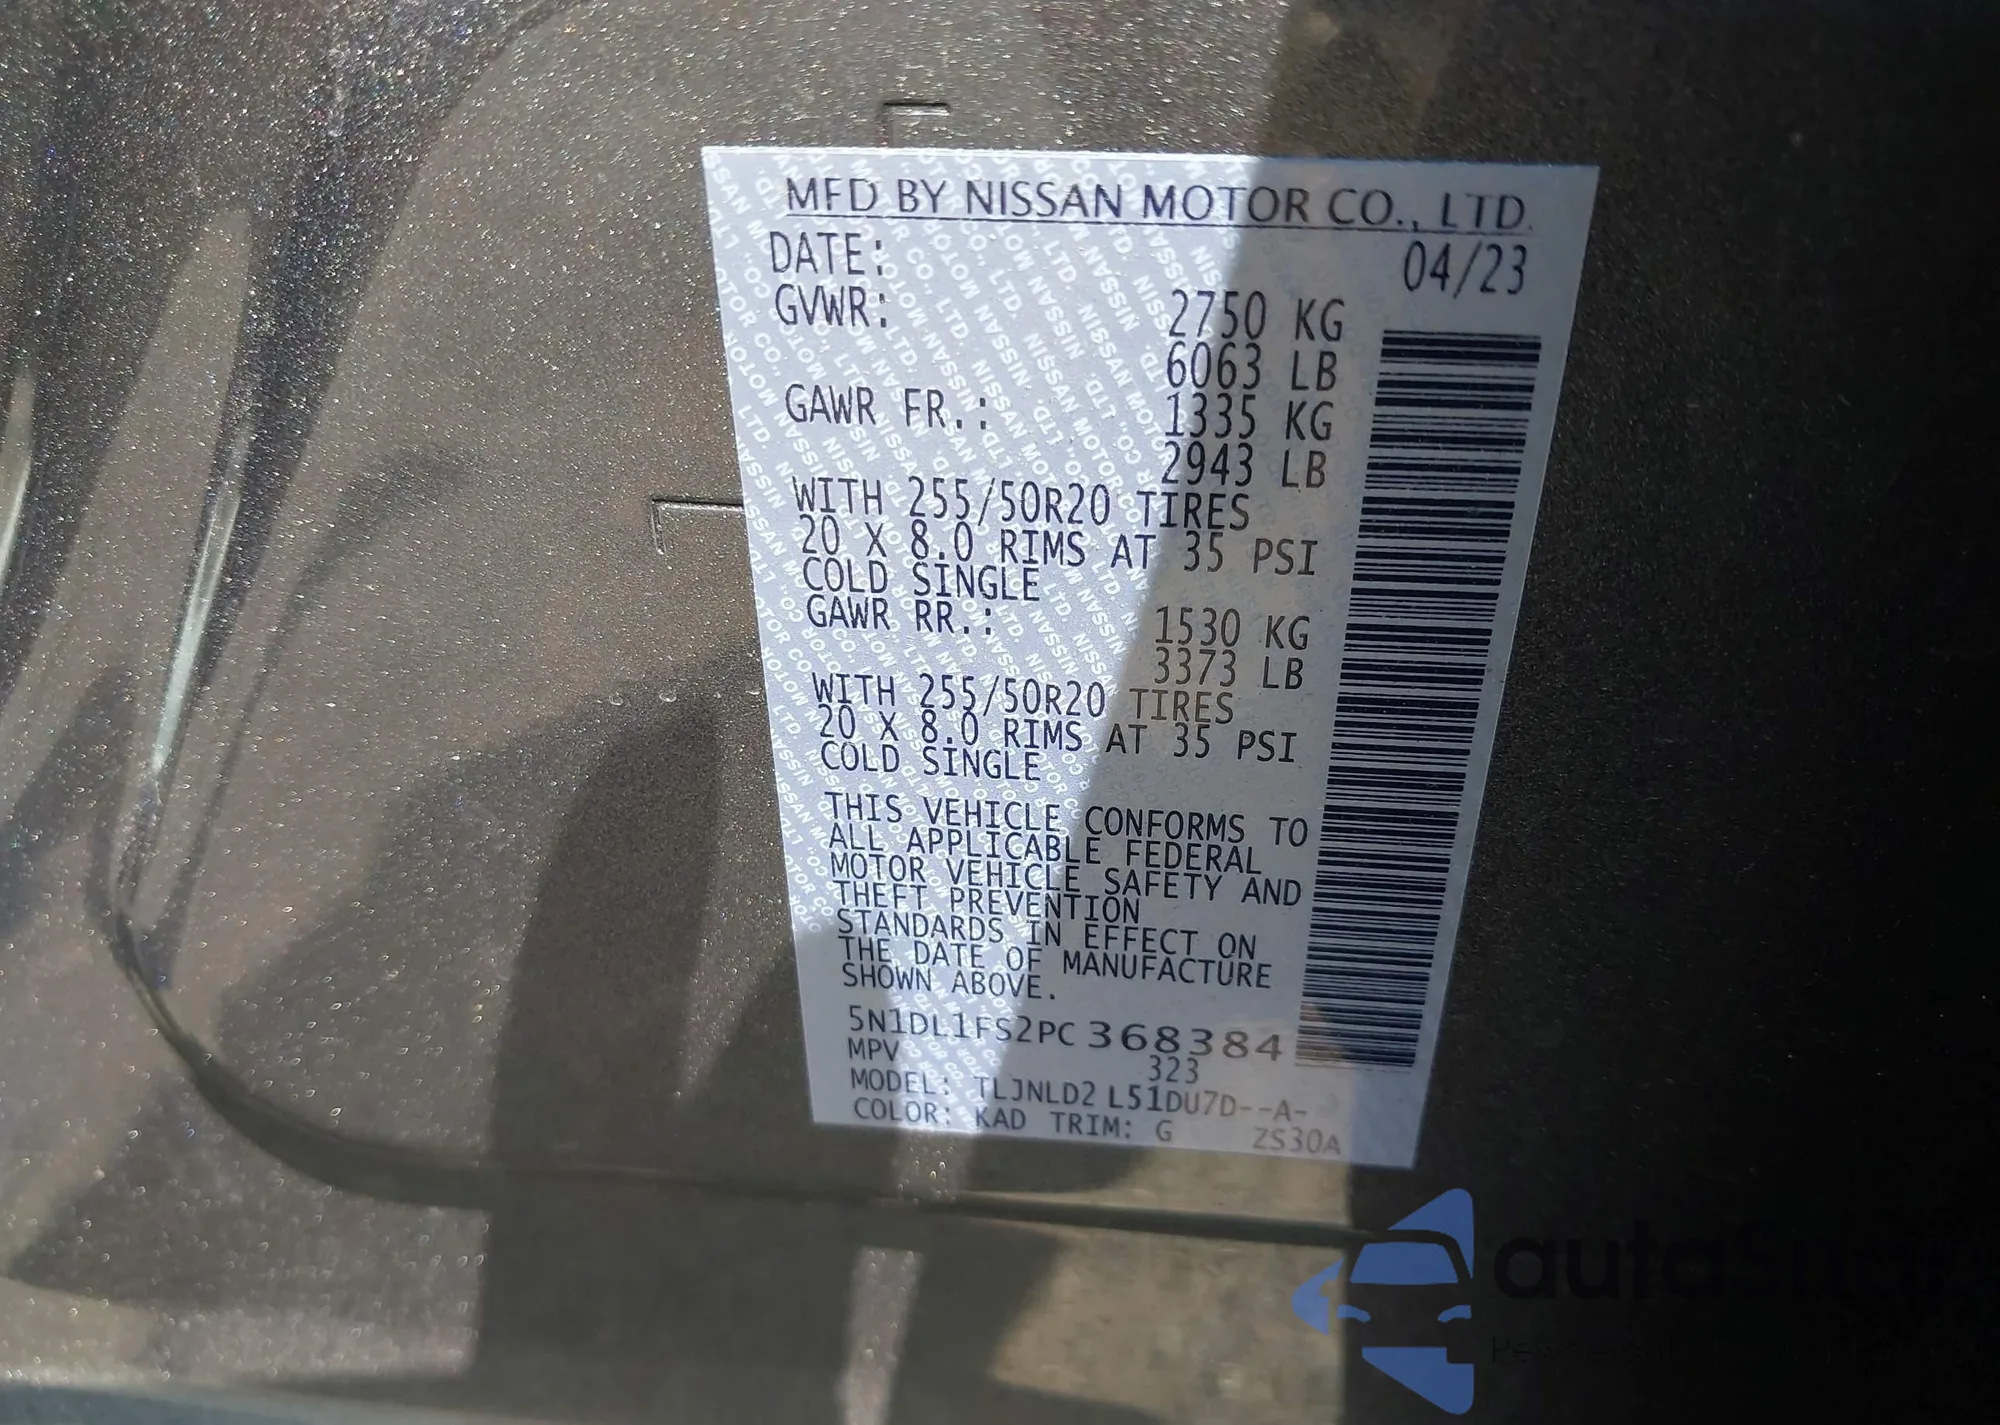 MFD BY NISSAN MOTOR CO., LTD.
DATE: 04/23
GVWR: 2750 KG
6063 LB
GAWR FR.: 1335 KG
2943 LB
WITH 255/50R20 TIRES
20 X 8.0 RIMS AT 35 PSI
COLD SINGLE
GAWR RR.: 1530 KG
3373 LB
WITH 255/50R20 TIRES
20 X 8.0 RIMS AT 35 PSI
COLD SINGLE
THIS VEHICLE CONFORMS TO
ALL APPLICABLE FEDERAL
MOTOR VEHICLE SAFETY AND
THEFT PREVENTION
STANDARDS IN EFFECT ON
THE DATE OF MANUFACTURE
SHOWN ABOVE.
5N1DL1FS2PC368384
MPV 323
MODEL: TLJNLD2 L51DU7D--A-
COLOR: KAD TRIM: G ZS30A